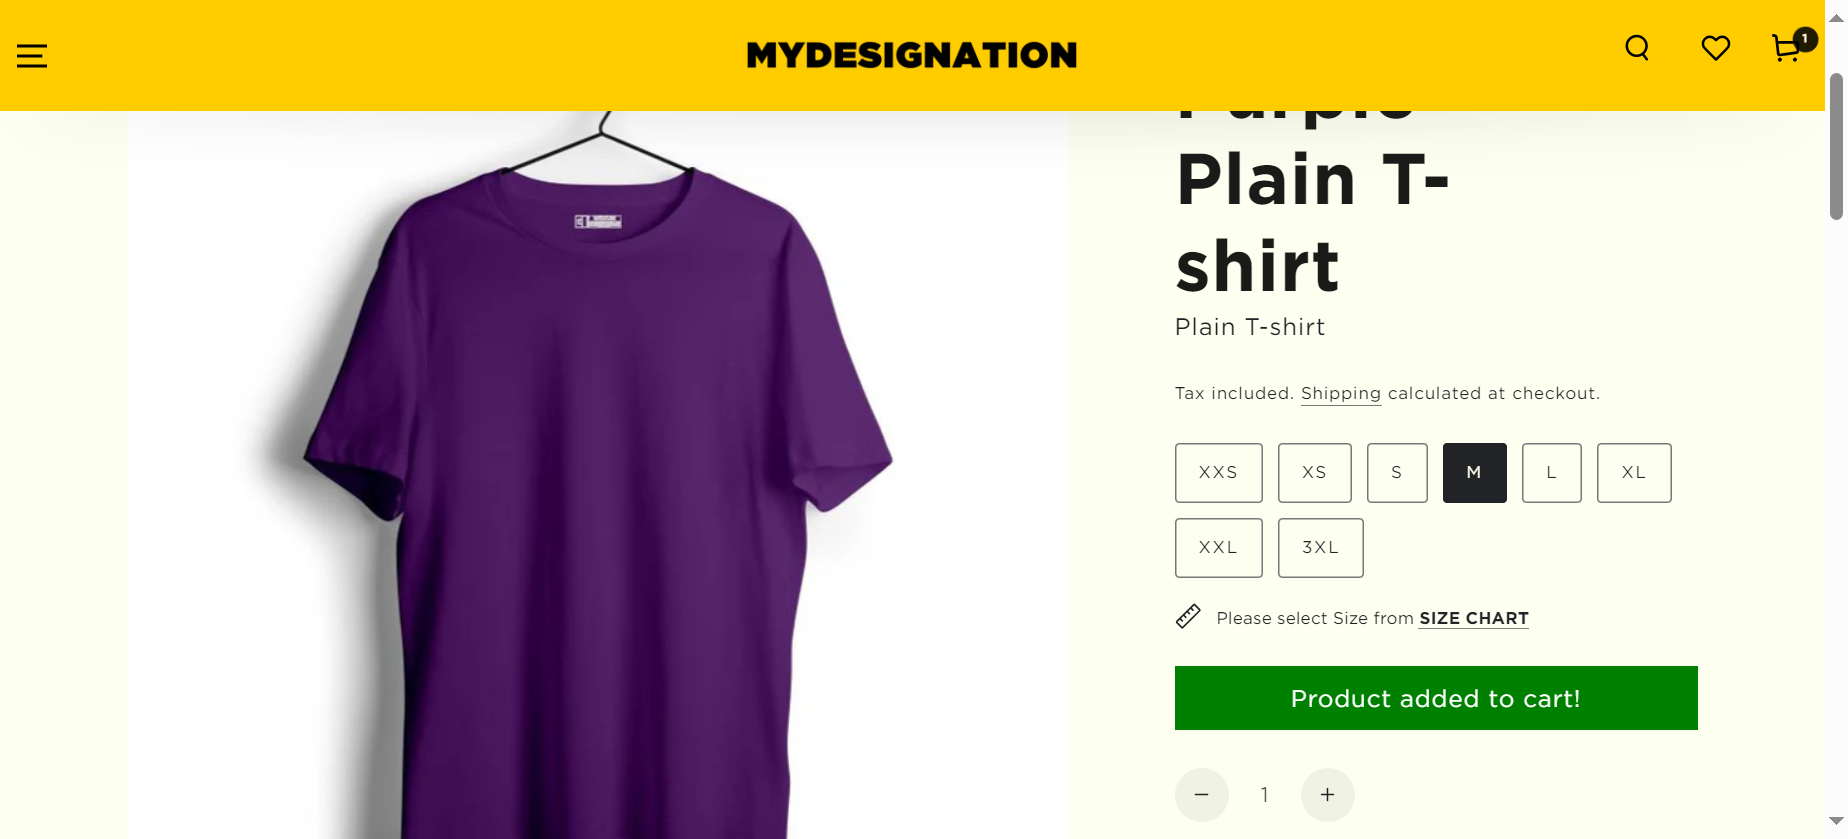 MYDESIGNATION
1
Purple
Plain T-
shirt
Plain T-shirt
Tax included. Shipping calculated at checkout.
XXS XS S M L XL
XXL 3XL
Please select Size from SIZE CHART
Product added to cart!
− 1 +